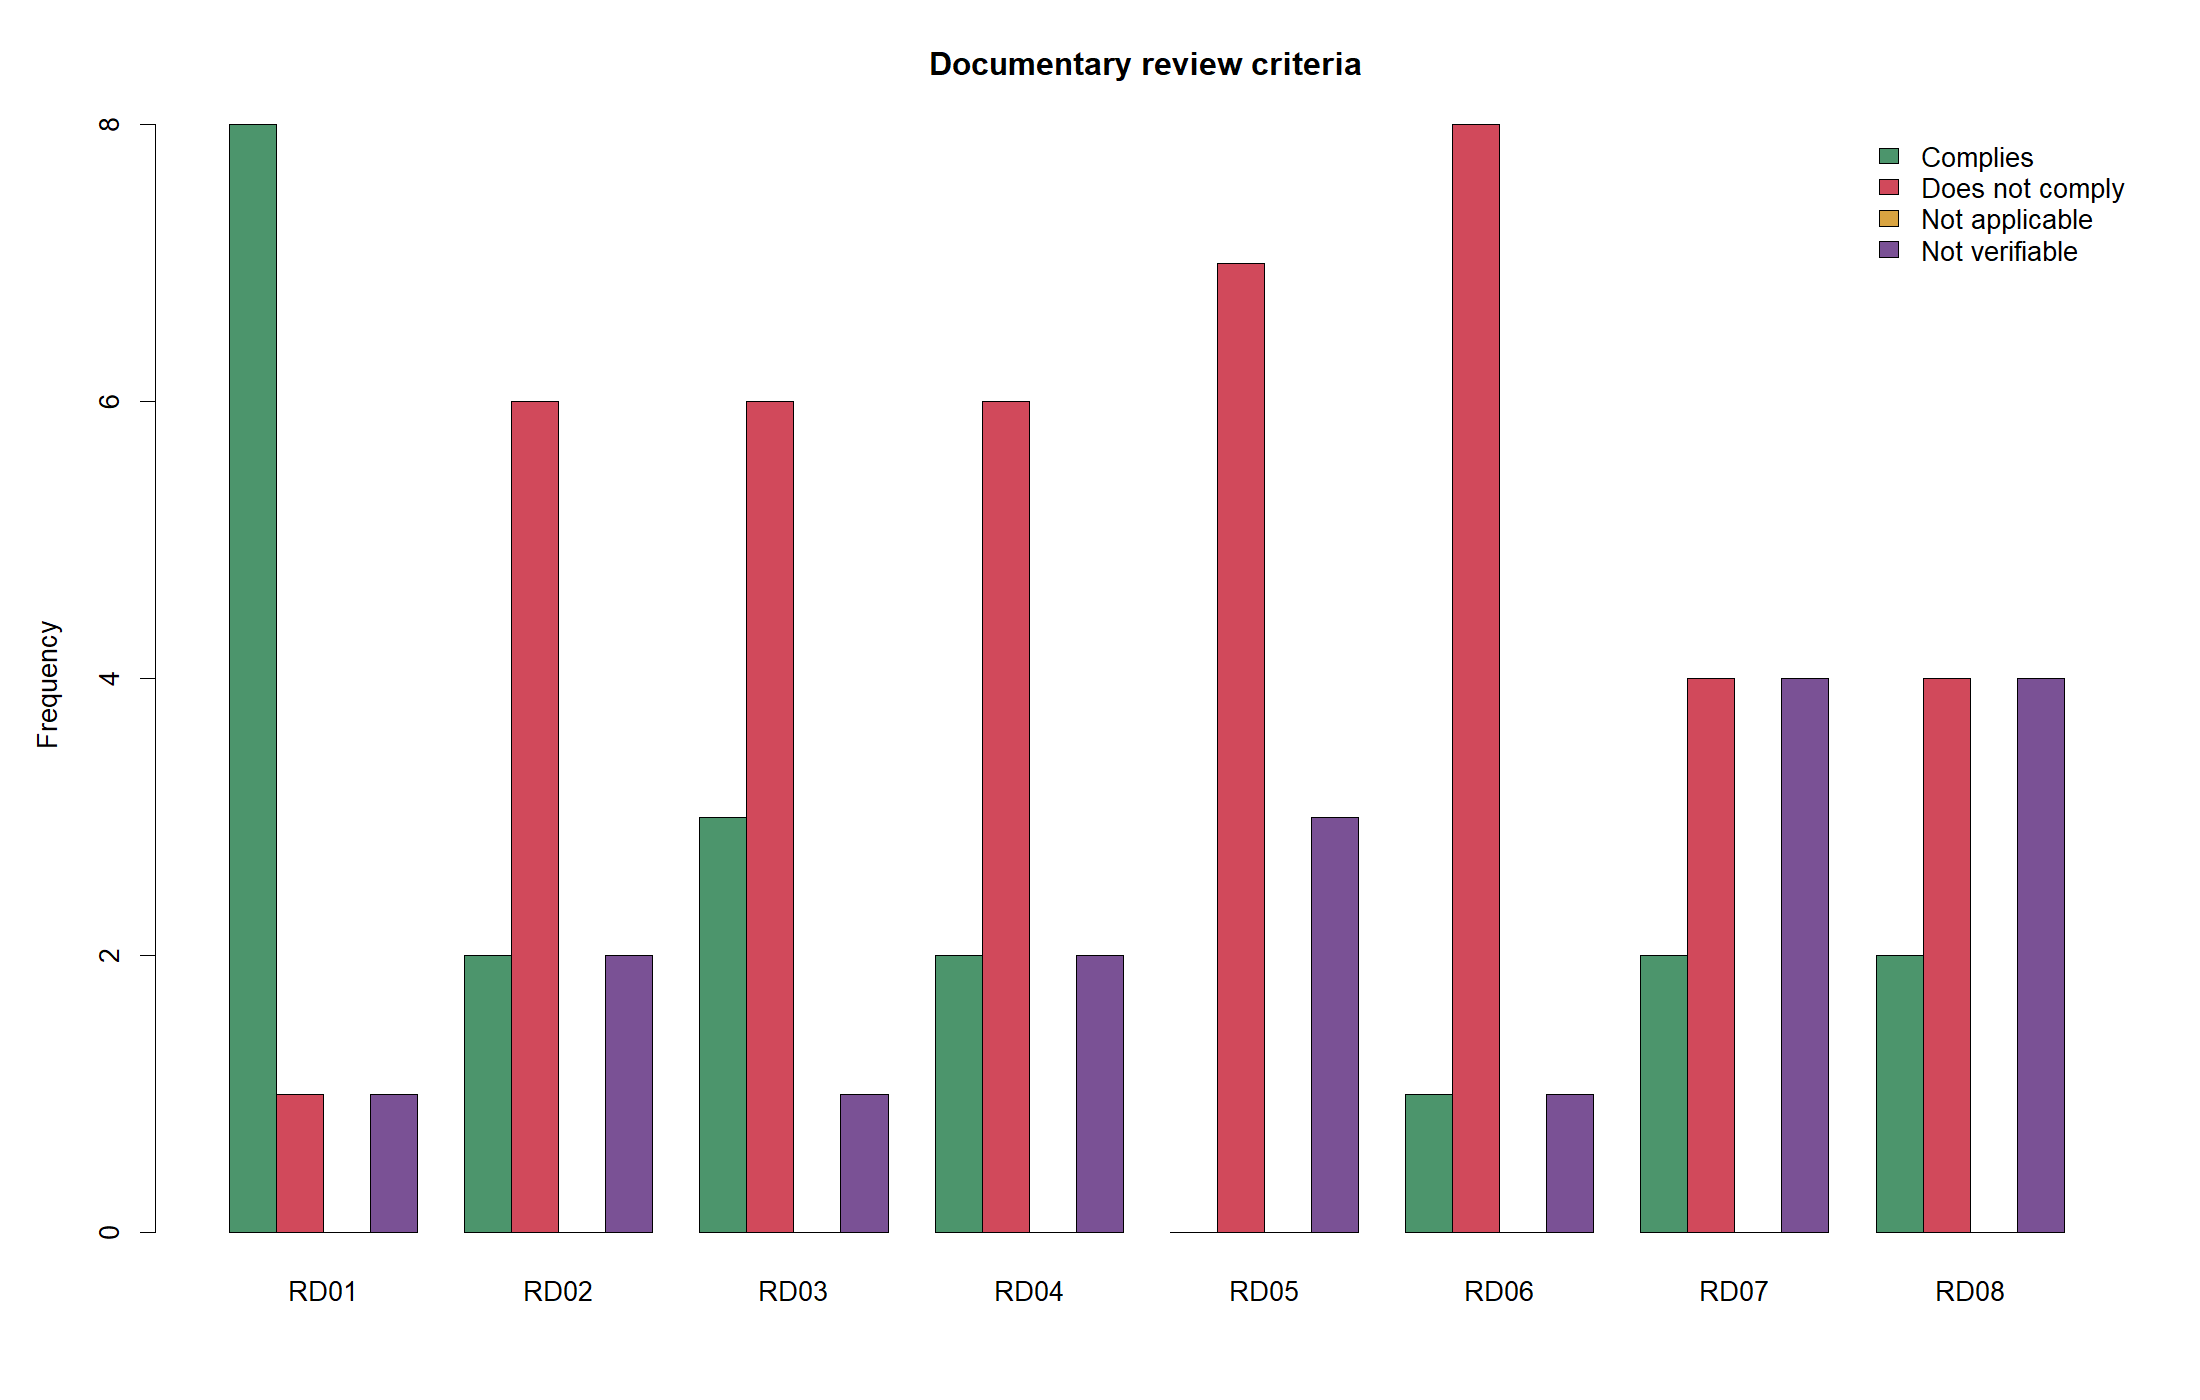 Documentary review criteria
Complies
Does not comply
Not applicable
Not verifiable
Frequency
8
6
4
2
0
RD01 RD02 RD03 RD04 RD05 RD06 RD07 RD08